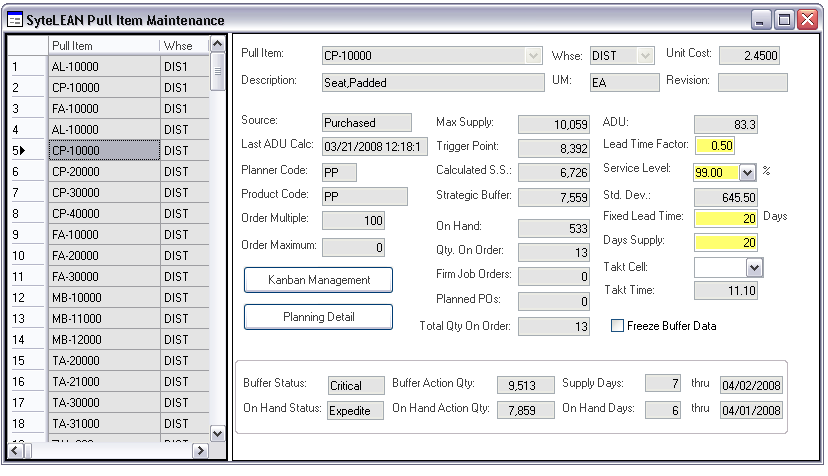 SyteLEAN Pull Item Maintenance
Pull Item Whse
1 AL-10000 DIS1
2 CP-10000 DIS1
3 FA-10000 DIS1
4 AL-10000 DIST
5 CP-10000 DIST
6 CP-20000 DIST
7 CP-30000 DIST
8 CP-40000 DIST
9 FA-10000 DIST
10 FA-20000 DIST
11 FA-30000 DIST
12 MB-10000 DIST
13 MB-11000 DIST
14 MB-12000 DIST
15 TA-20000 DIST
16 TA-21000 DIST
17 TA-30000 DIST
18 TA-31000 DIST
Pull Item: CP-10000 Whse: DIST Unit Cost: 2.4500
Description: Seat,Padded UM: EA Revision:
Source: Purchased
Last ADU Calc: 03/21/2008 12:18:1
Planner Code: PP
Product Code: PP
Order Multiple: 100
Order Maximum: 0
Kanban Management
Planning Detail
Max Supply: 10,059
Trigger Point: 8,392
Calculated S.S.: 6,726
Strategic Buffer: 7,559
On Hand: 533
Qty. On Order: 13
Firm Job Orders: 0
Planned POs: 0
Total Qty On Order: 13
ADU: 83.3
Lead Time Factor: 0.50
Service Level: 99.00 %
Std. Dev.: 645.50
Fixed Lead Time: 20 Days
Days Supply: 20
Takt Cell:
Takt Time: 11.10
Freeze Buffer Data
Buffer Status: Critical Buffer Action Qty: 9,513 Supply Days: 7 thru 04/02/2008
On Hand Status: Expedite On Hand Action Qty: 7,859 On Hand Days: 6 thru 04/01/2008